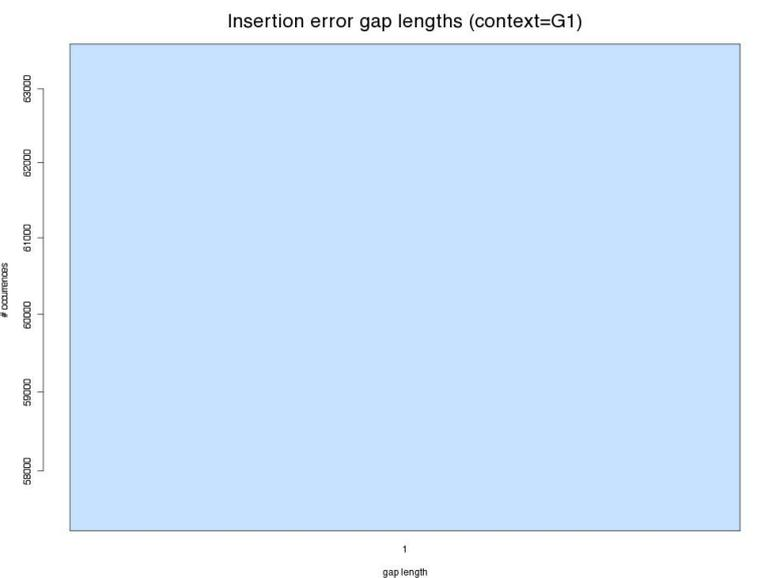 Insertion error gap lengths (context=G1)
63000
62000
61000
60000
59000
58000
# occurrences
1
gap length